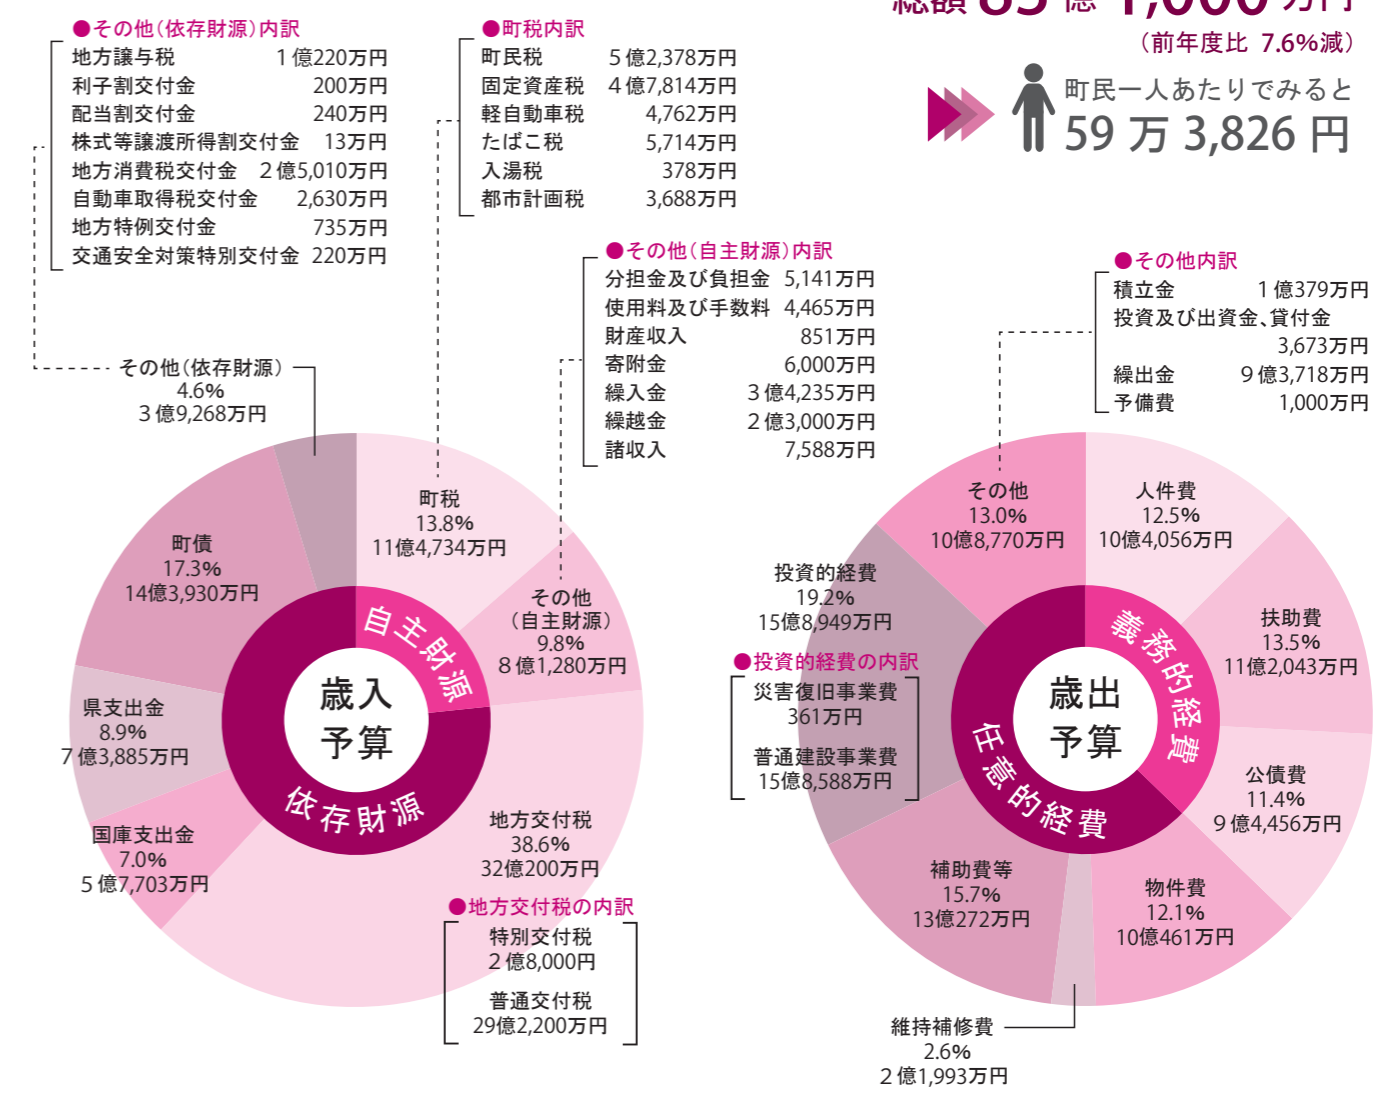 総額 83 億 1,000 万円
（前年度比 7.6%減）
町民一人あたりでみると
59 万 3,826 円
●その他（依存財源）内訳
地方譲与税 1億220万円
利子割交付金 200万円
配当割交付金 240万円
株式等譲渡所得割交付金 13万円
地方消費税交付金 2億5,010万円
自動車取得税交付金 2,630万円
地方特例交付金 735万円
交通安全対策特別交付金 220万円
●町税内訳
町民税 5億2,378万円
固定資産税 4億7,814万円
軽自動車税 4,762万円
たばこ税 5,714万円
入湯税 378万円
都市計画税 3,688万円
●その他（自主財源）内訳
分担金及び負担金 5,141万円
使用料及び手数料 4,465万円
財産収入 851万円
寄附金 6,000万円
繰入金 3億4,235万円
繰越金 2億3,000万円
諸収入 7,588万円
●その他内訳
積立金 1億379万円
投資及び出資金、貸付金
3,673万円
繰出金 9億3,718万円
予備費 1,000万円
その他（依存財源）
4.6%
3億9,268万円
町税
13.8%
11億4,734万円
その他
（自主財源）
9.8%
8億1,280万円
町債
17.3%
14億3,930万円
県支出金
8.9%
7億3,885万円
国庫支出金
7.0%
5億7,703万円
地方交付税
38.6%
32億200万円
●地方交付税の内訳
特別交付税
2億8,000円
普通交付税
29億2,200万円
自主財源
依存財源
歳入
予算
その他
13.0%
10億8,770万円
人件費
12.5%
10億4,056万円
扶助費
13.5%
11億2,043万円
公債費
11.4%
9億4,456万円
物件費
12.1%
10億461万円
維持補修費
2.6%
2億1,993万円
補助費等
15.7%
13億272万円
投資的経費
19.2%
15億8,949万円
●投資的経費の内訳
災害復旧事業費
361万円
普通建設事業費
15億8,588万円
義務的経費
任意的経費
歳出
予算